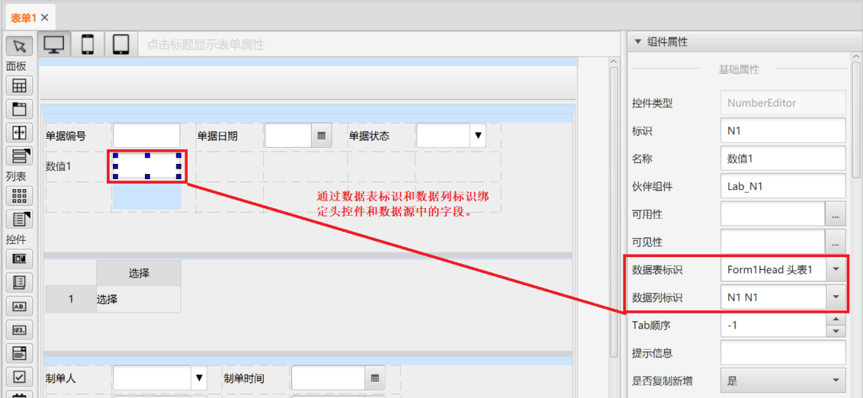 表单1 ×
点击标题显示表单属性
面板
列表
控件
单据编号 单据日期 单据状态
数值1
通过数据表标识和数据列标识绑
定头控件和数据源中的字段。
选择
1 选择
制单人 制单时间
组件属性
基础属性
控件类型 NumberEditor
标识 N1
名称 数值1
伙伴组件 Lab_N1
可用性 ...
可见性 ...
数据表标识 Form1Head 头表1
数据列标识 N1 N1
Tab顺序 -1
提示信息
是否复制新增 是